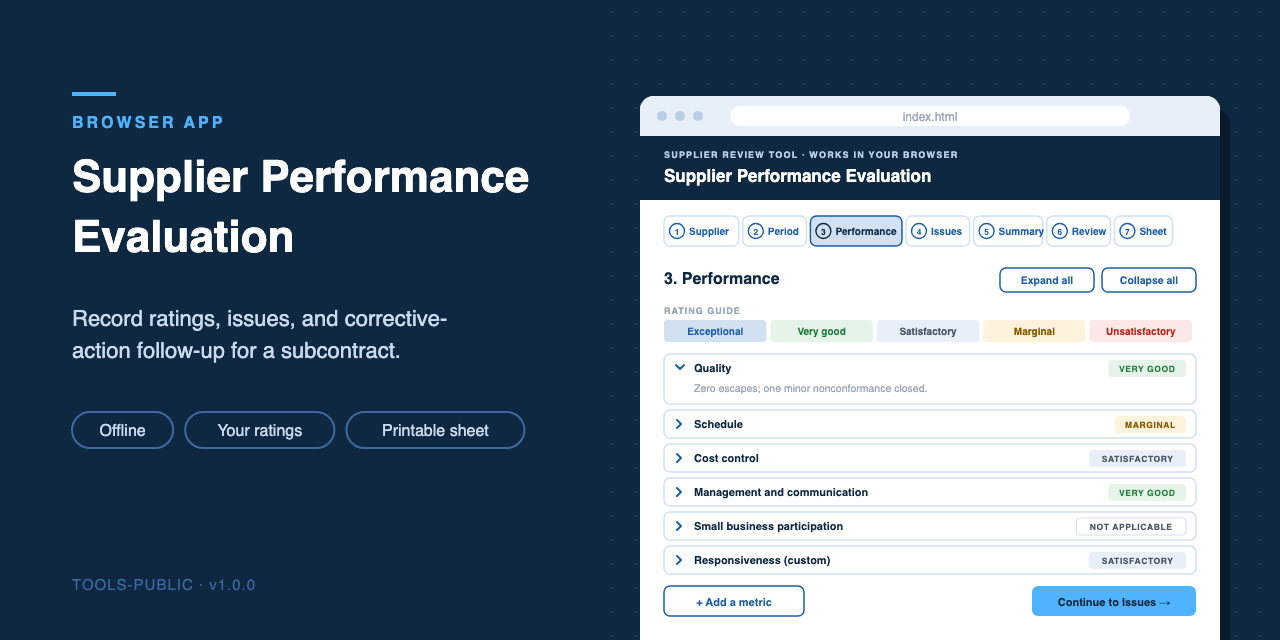 BROWSER APP
Supplier Performance
Evaluation
Record ratings, issues, and corrective-
action follow-up for a subcontract.
Offline
Your ratings
Printable sheet
TOOLS-PUBLIC · v1.0.0
index.html
SUPPLIER REVIEW TOOL · WORKS IN YOUR BROWSER
Supplier Performance Evaluation
1 Supplier
2 Period
3 Performance
4 Issues
5 Summary
6 Review
7 Sheet
3. Performance
Expand all
Collapse all
RATING GUIDE
Exceptional
Very good
Satisfactory
Marginal
Unsatisfactory
Quality
VERY GOOD
Zero escapes; one minor nonconformance closed.
Schedule
MARGINAL
Cost control
SATISFACTORY
Management and communication
VERY GOOD
Small business participation
NOT APPLICABLE
Responsiveness (custom)
SATISFACTORY
+ Add a metric
Continue to Issues →